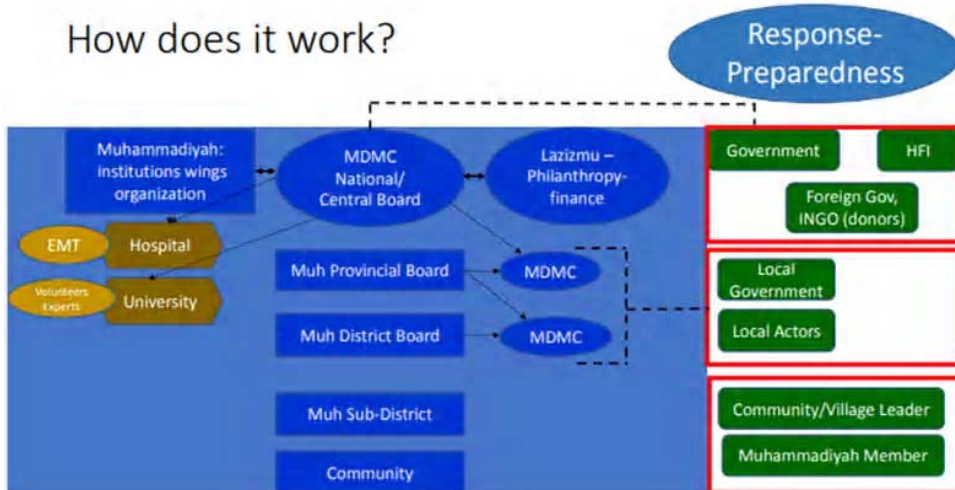 How does it work?
Response-
Preparedness
Muhammadiyah:
institutions wings
organization
MDMC
National/
Central Board
Lazizmu –
Philanthropy-
finance
Government
HFI
Foreign Gov,
INGO (donors)
EMT
Hospital
Volunteers
Experts
University
Muh Provincial Board
MDMC
Muh District Board
MDMC
Local
Government
Local Actors
Muh Sub-District
Community
Community/Village Leader
Muhammadiyah Member